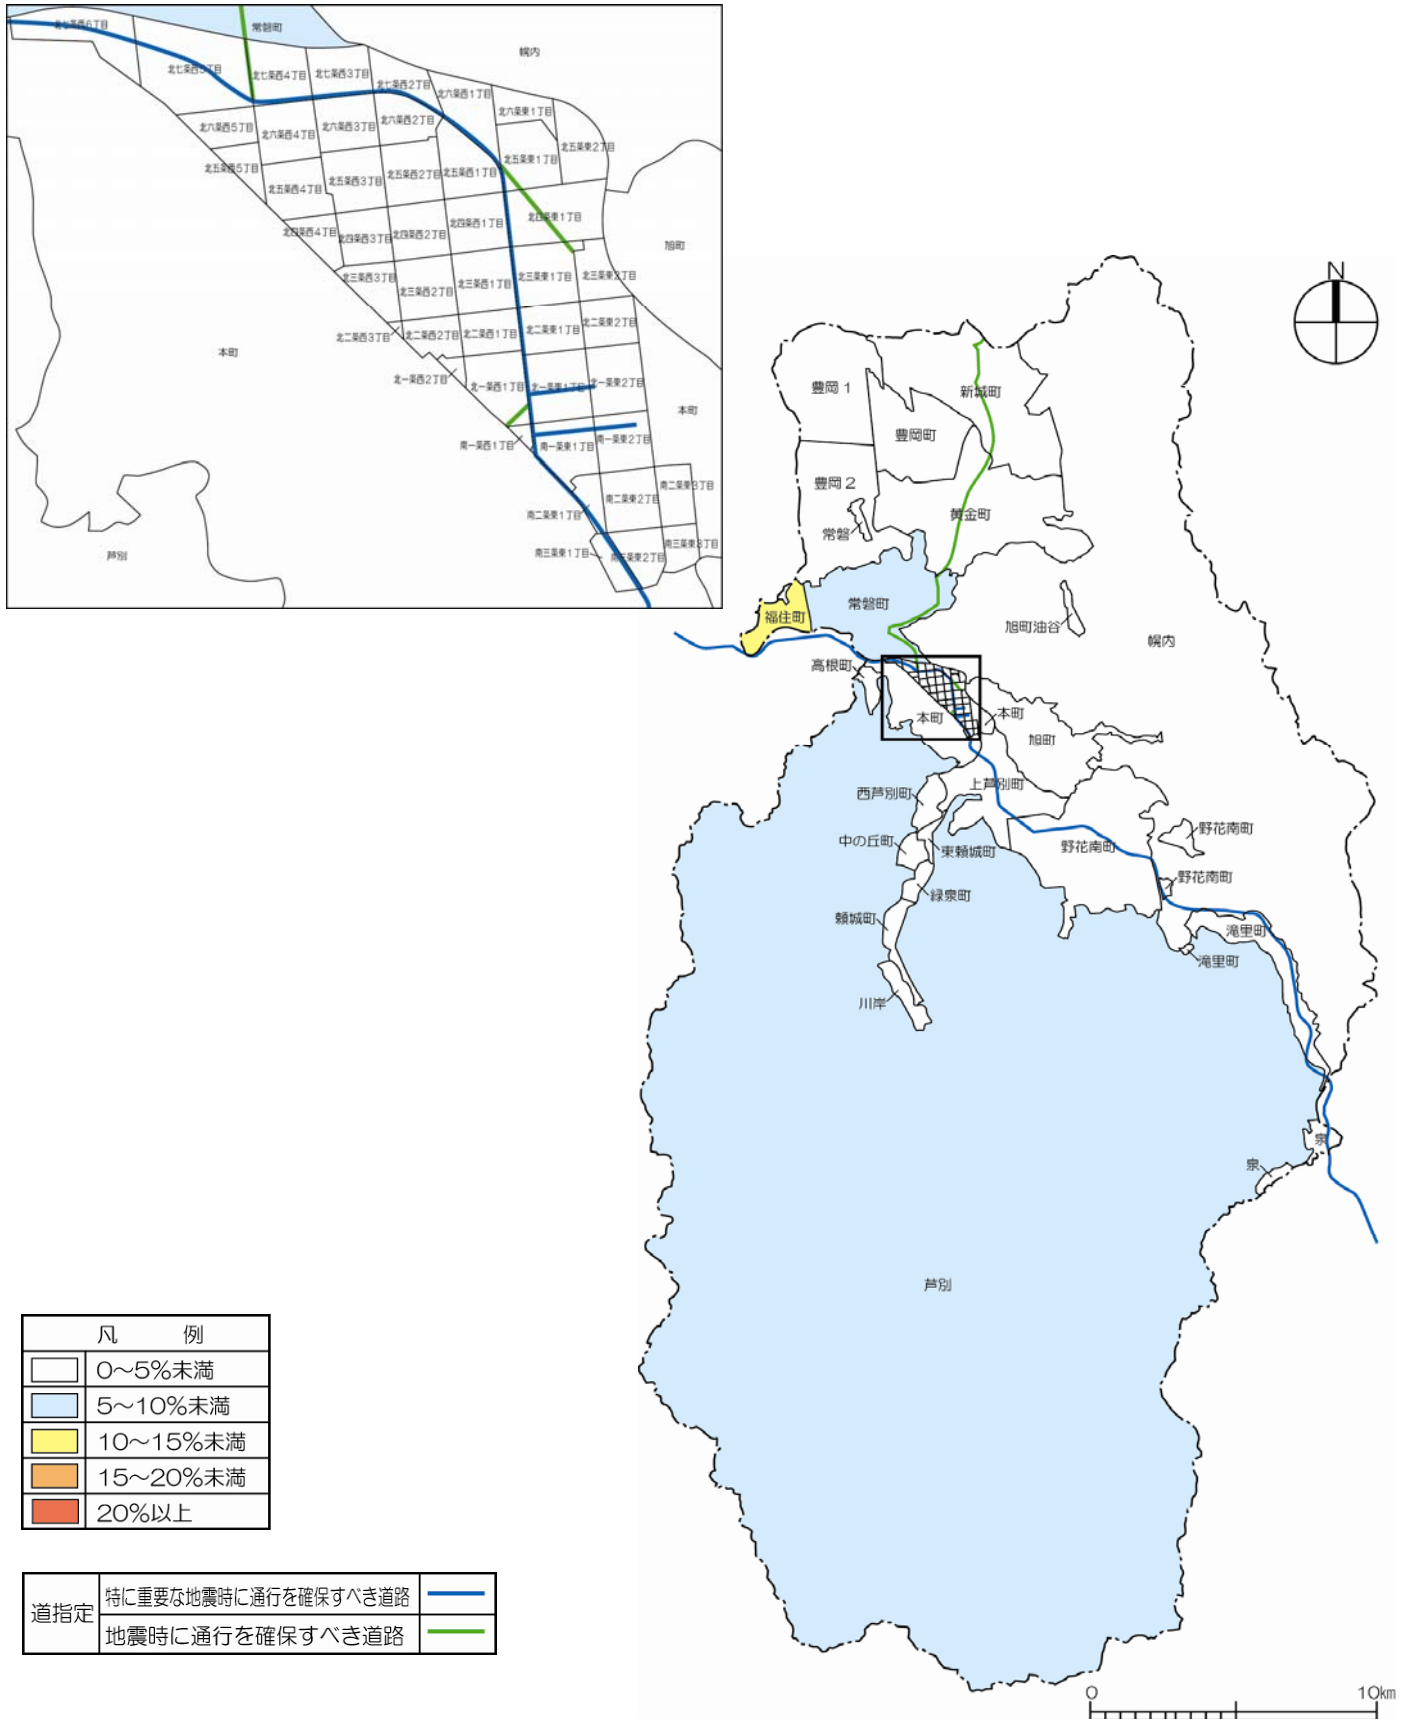 北七条西6丁目
常磐町
幌内
北七条西5丁目
北七条西4丁目
北七条西3丁目
北七条西2丁目
北六条西1丁目
北六条東1丁目
北六条西5丁目
北六条西4丁目
北六条西3丁目
北六条西2丁目
北五条東2丁目
北五条西5丁目
北五条西4丁目
北五条西3丁目
北五条西2丁目
北五条西1丁目
北五条東1丁目
北四条西4丁目
北四条西3丁目
北四条西2丁目
北四条西1丁目
北四条東1丁目
旭町
北三条西3丁目
北三条西2丁目
北三条西1丁目
北三条東1丁目
北三条東2丁目
北二条西3丁目
北二条西2丁目
北二条西1丁目
北二条東1丁目
北二条東2丁目
本町
北一条西2丁目
北一条西1丁目
北一条東1丁目
北一条東2丁目
本町
南一条西1丁目
南一条東1丁目
南一条東2丁目
南二条東1丁目
南二条東2丁目
南二条東3丁目
芦別
南三条東1丁目
南三条東2丁目
南三条東3丁目
N
豊岡1
新城町
豊岡町
豊岡2
黄金町
常磐
福住町
常磐町
旭町油谷
幌内
高根町
本町
本町
旭町
西芦別町
上芦別町
中の丘町
東頼城町
野花南町
野花南町
緑泉町
野花南町
頼城町
滝里町
滝里町
川岸
泉
泉
芦別
凡　例
0～5%未満
5～10%未満
10～15%未満
15～20%未満
20%以上
道指定
特に重要な地震時に通行を確保すべき道路
地震時に通行を確保すべき道路
0 10km